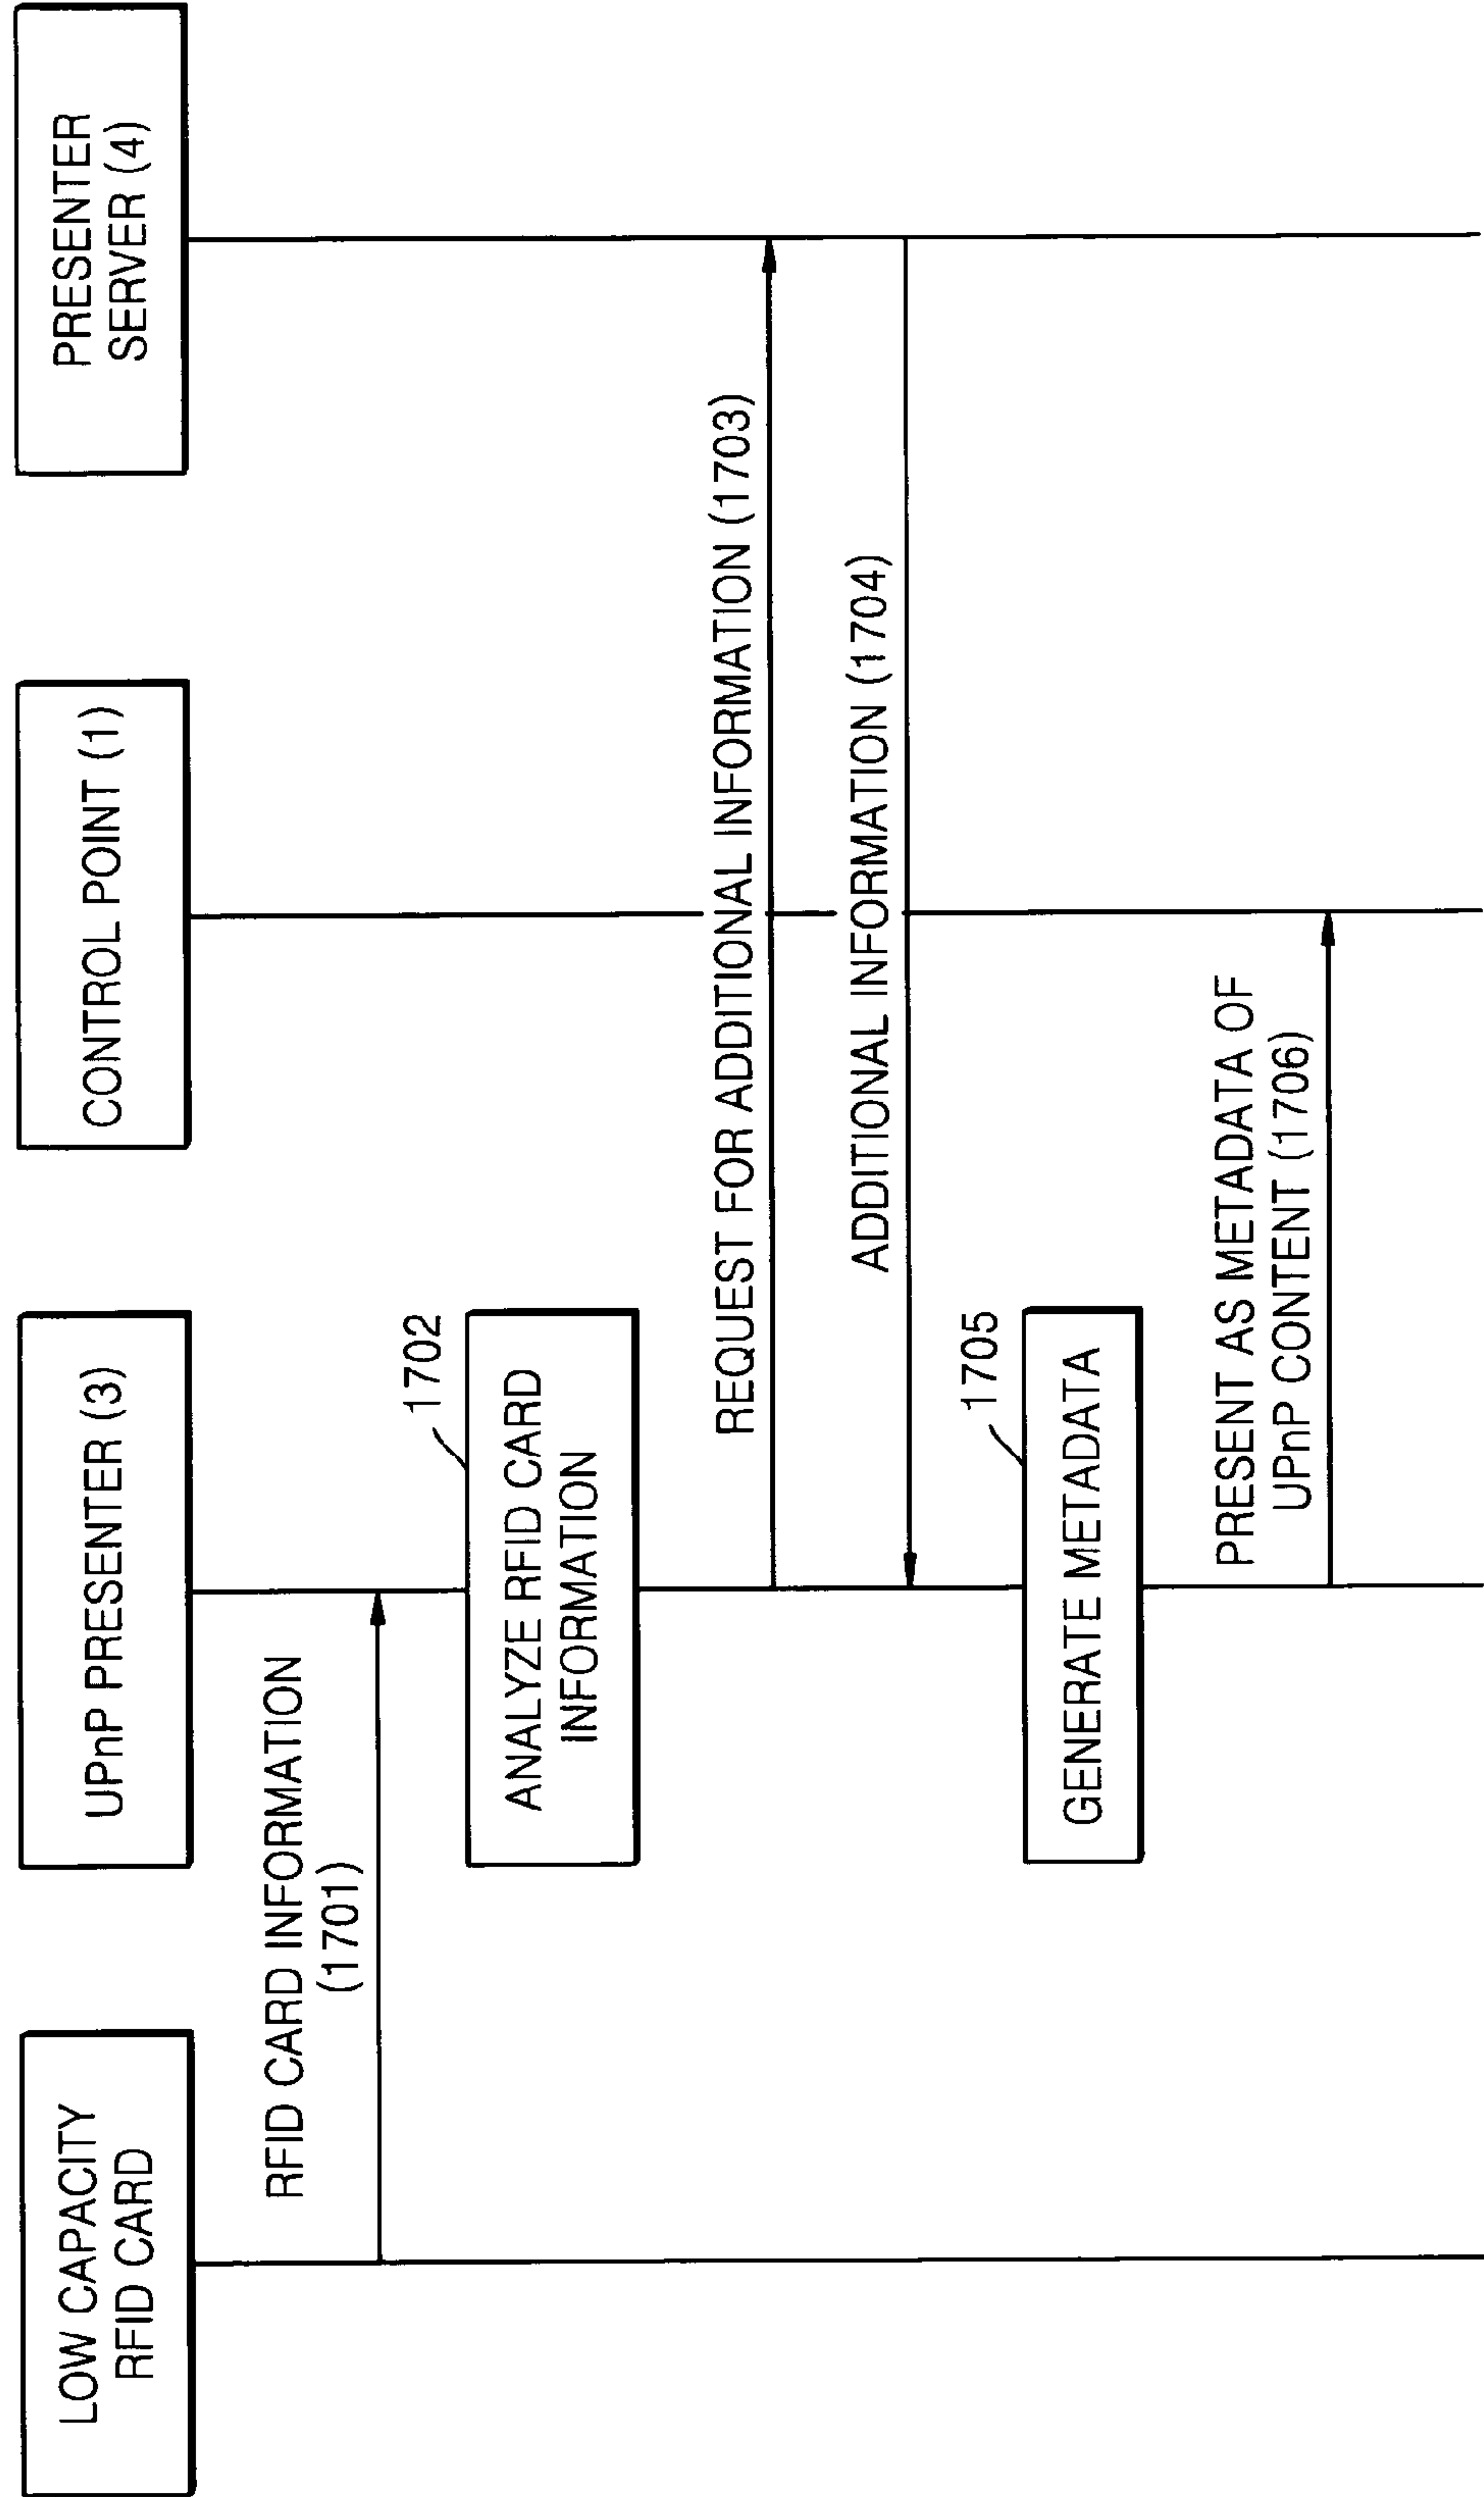 LOW CAPACITY
RFID CARD
UPnP PRESENTER (3)
CONTROL POINT (1)
PRESENTER
SERVER (4)
RFID CARD INFORMATION
(1701)
1702
ANALYZE RFID CARD
INFORMATION
REQUEST FOR ADDITIONAL INFORMATION (1703)
ADDITIONAL INFORMATION (1704)
1705
GENERATE METADATA
PRESENT AS METADATA OF
UPnP CONTENT (1706)